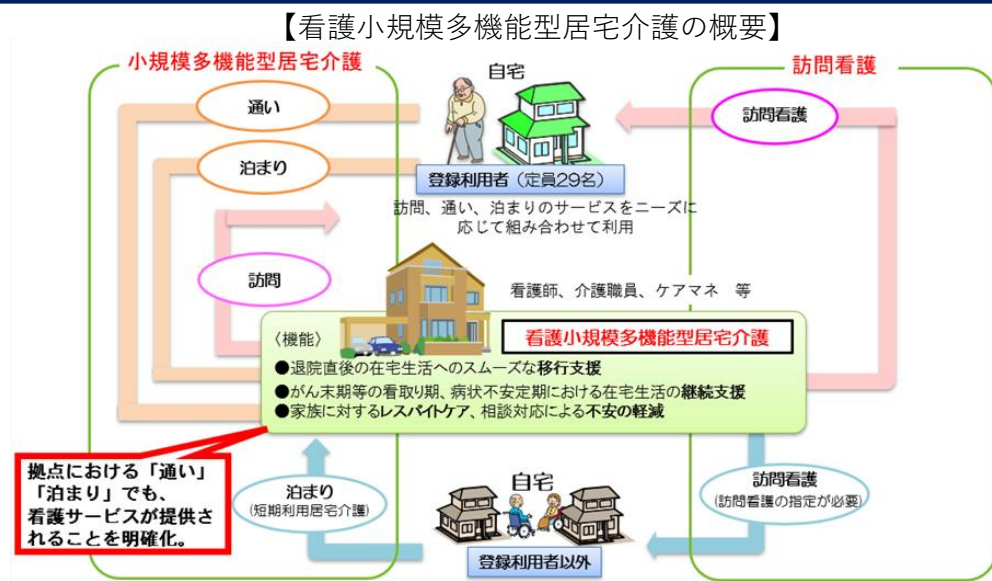 【看護小規模多機能型居宅介護の概要】
小規模多機能型居宅介護
自宅
訪問看護
通い
訪問看護
泊まり
登録利用者（定員29名）
訪問、通い、泊まりのサービスをニーズに
応じて組み合わせて利用
訪問
看護師、介護職員、ケアマネ　等
〈機能〉
看護小規模多機能型居宅介護
●退院直後の在宅生活へのスムーズな移行支援
●がん末期等の看取り期、病状不安定期における在宅生活の継続支援
●家族に対するレスパイトケア、相談対応による不安の軽減
拠点における「通い」
「泊まり」でも、
看護サービスが提供さ
れることを明確化。
泊まり
(短期利用居宅介護)
自宅
訪問看護
(訪問看護の指定が必要)
登録利用者以外